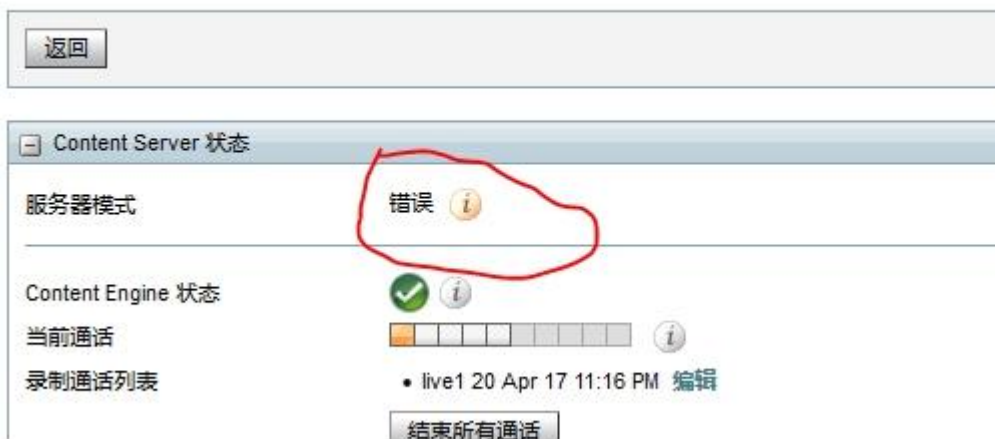 返回
Content Server 状态
服务器模式 错误
Content Engine 状态
当前通话
录制通话列表 • live1 20 Apr 17 11:16 PM 编辑
结束所有通话